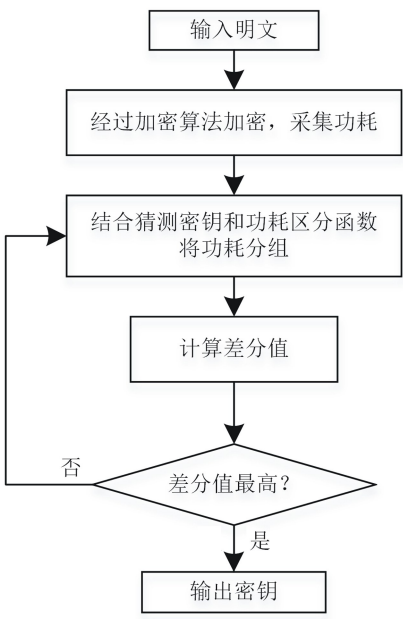 输入明文
经过加密算法加密，采集功耗
结合猜测密钥和功耗区分函数
将功耗分组
计算差分值
差分值最高？
否
是
输出密钥